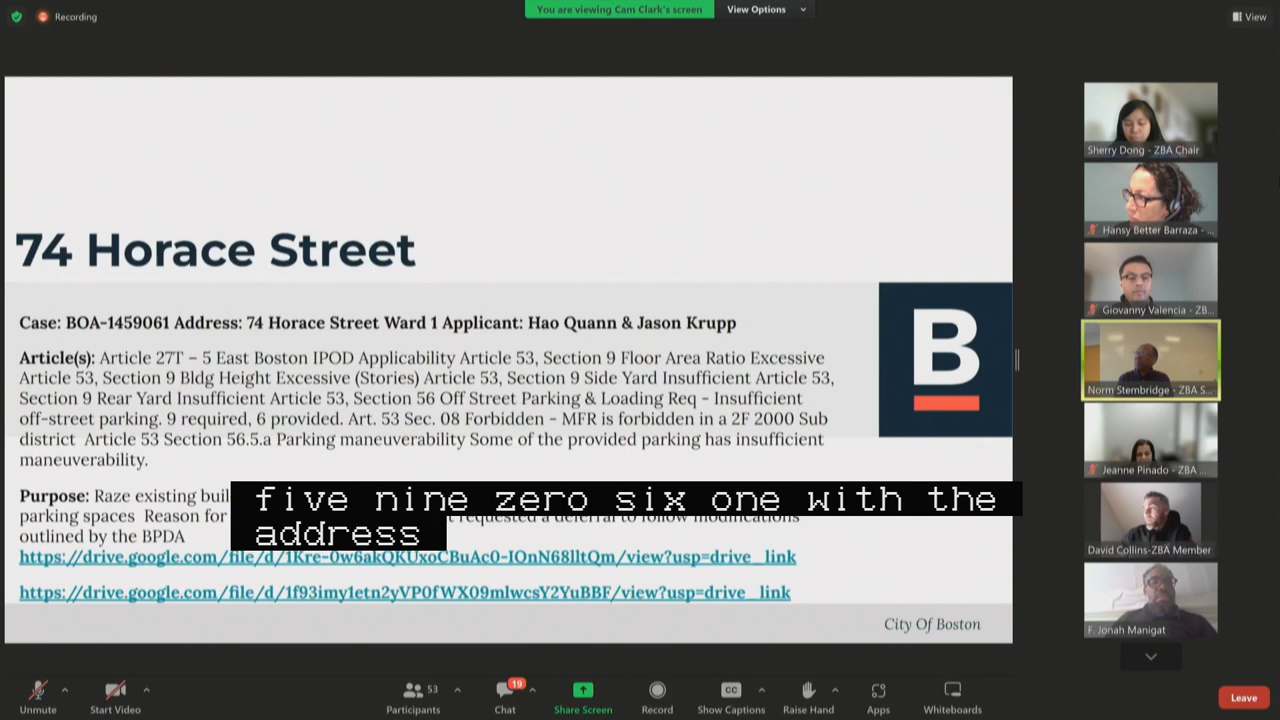 Recording
You are viewing Cam Clark's screen
View Options
View
74 Horace Street
Case: BOA-1459061 Address: 74 Horace Street Ward 1 Applicant: Hao Quann & Jason Krupp
Article(s): Article 27T – 5 East Boston IPOD Applicability Article 53, Section 9 Floor Area Ratio Excessive
Article 53, Section 9 Bldg Height Excessive (Stories) Article 53, Section 9 Side Yard Insufficient Article 53,
Section 9 Rear Yard Insufficient Article 53, Section 56 Off Street Parking & Loading Req - Insufficient
off-street parking. 9 required, 6 provided. Art. 53 Sec. 08 Forbidden - MFR is forbidden in a 2F 2000 Sub
district Article 53 Section 56.5.a Parking maneuverability Some of the provided parking has insufficient
maneuverability.
Purpose: Raze existing
parking spaces Reason for
requested a deferral to follow modifications
outlined by the BPDA
https://drive.google.com/file/d/1Kre-0w6akQKUxoCBuAc0-IOnN68lltQm/view?usp=drive_link
https://drive.google.com/file/d/1f93imy1etn2yVP0fWX09mlwcsY2YuBBF/view?usp=drive_link
five nine zero six one with the
address
B
City Of Boston
Sherry Dong - ZBA Chair
Hansy Better Barraza - ...
Giovanny Valencia - ZB...
Norm Stembridge - ZBA S...
Jeanne Pinado - ZBA ...
David Collins-ZBA Member
F. Jonah Manigat
Unmute
Start Video
53
Participants
19
Chat
Share Screen
Record
CC
Show Captions
Raise Hand
Apps
Whiteboards
Leave